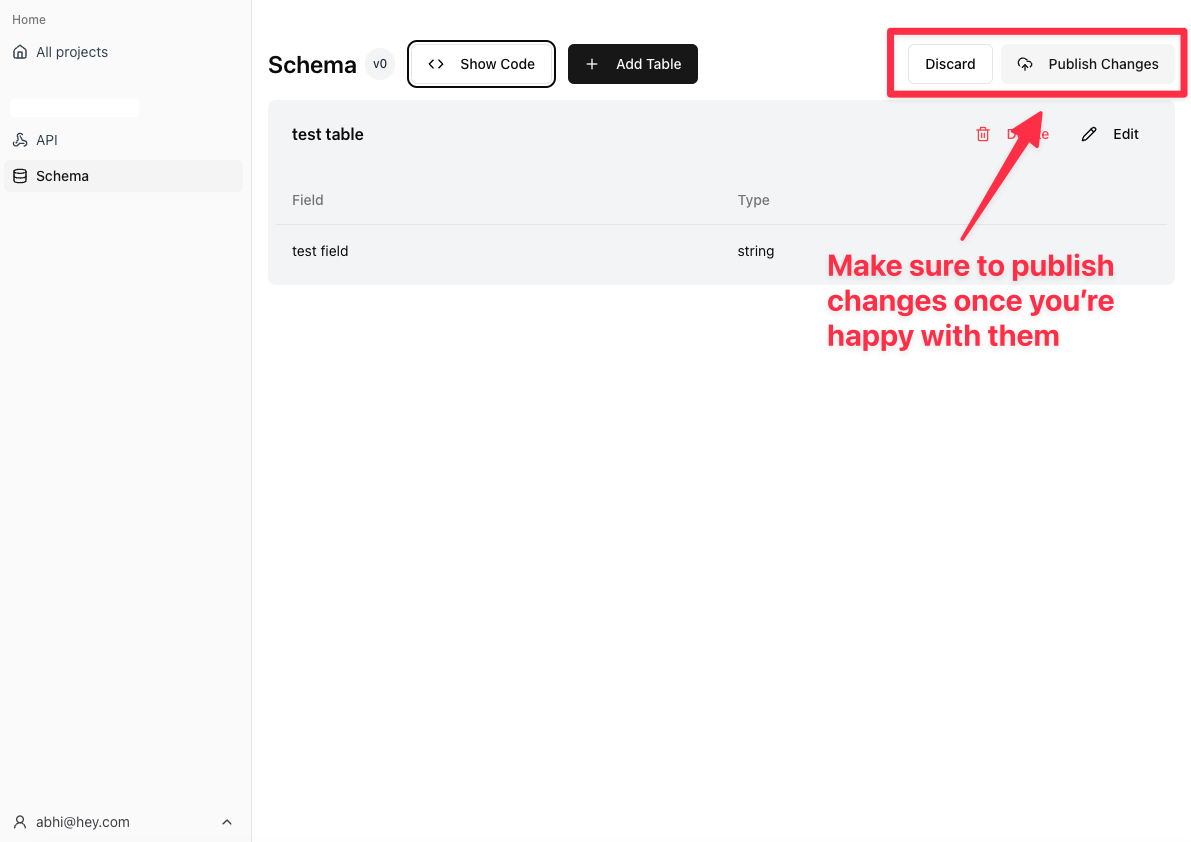 Home
All projects
API
Schema
abhi@hey.com
Schema v0 Show Code Add Table Discard Publish Changes
test table Delete Edit
Field Type
test field string
Make sure to publish
changes once you're
happy with them